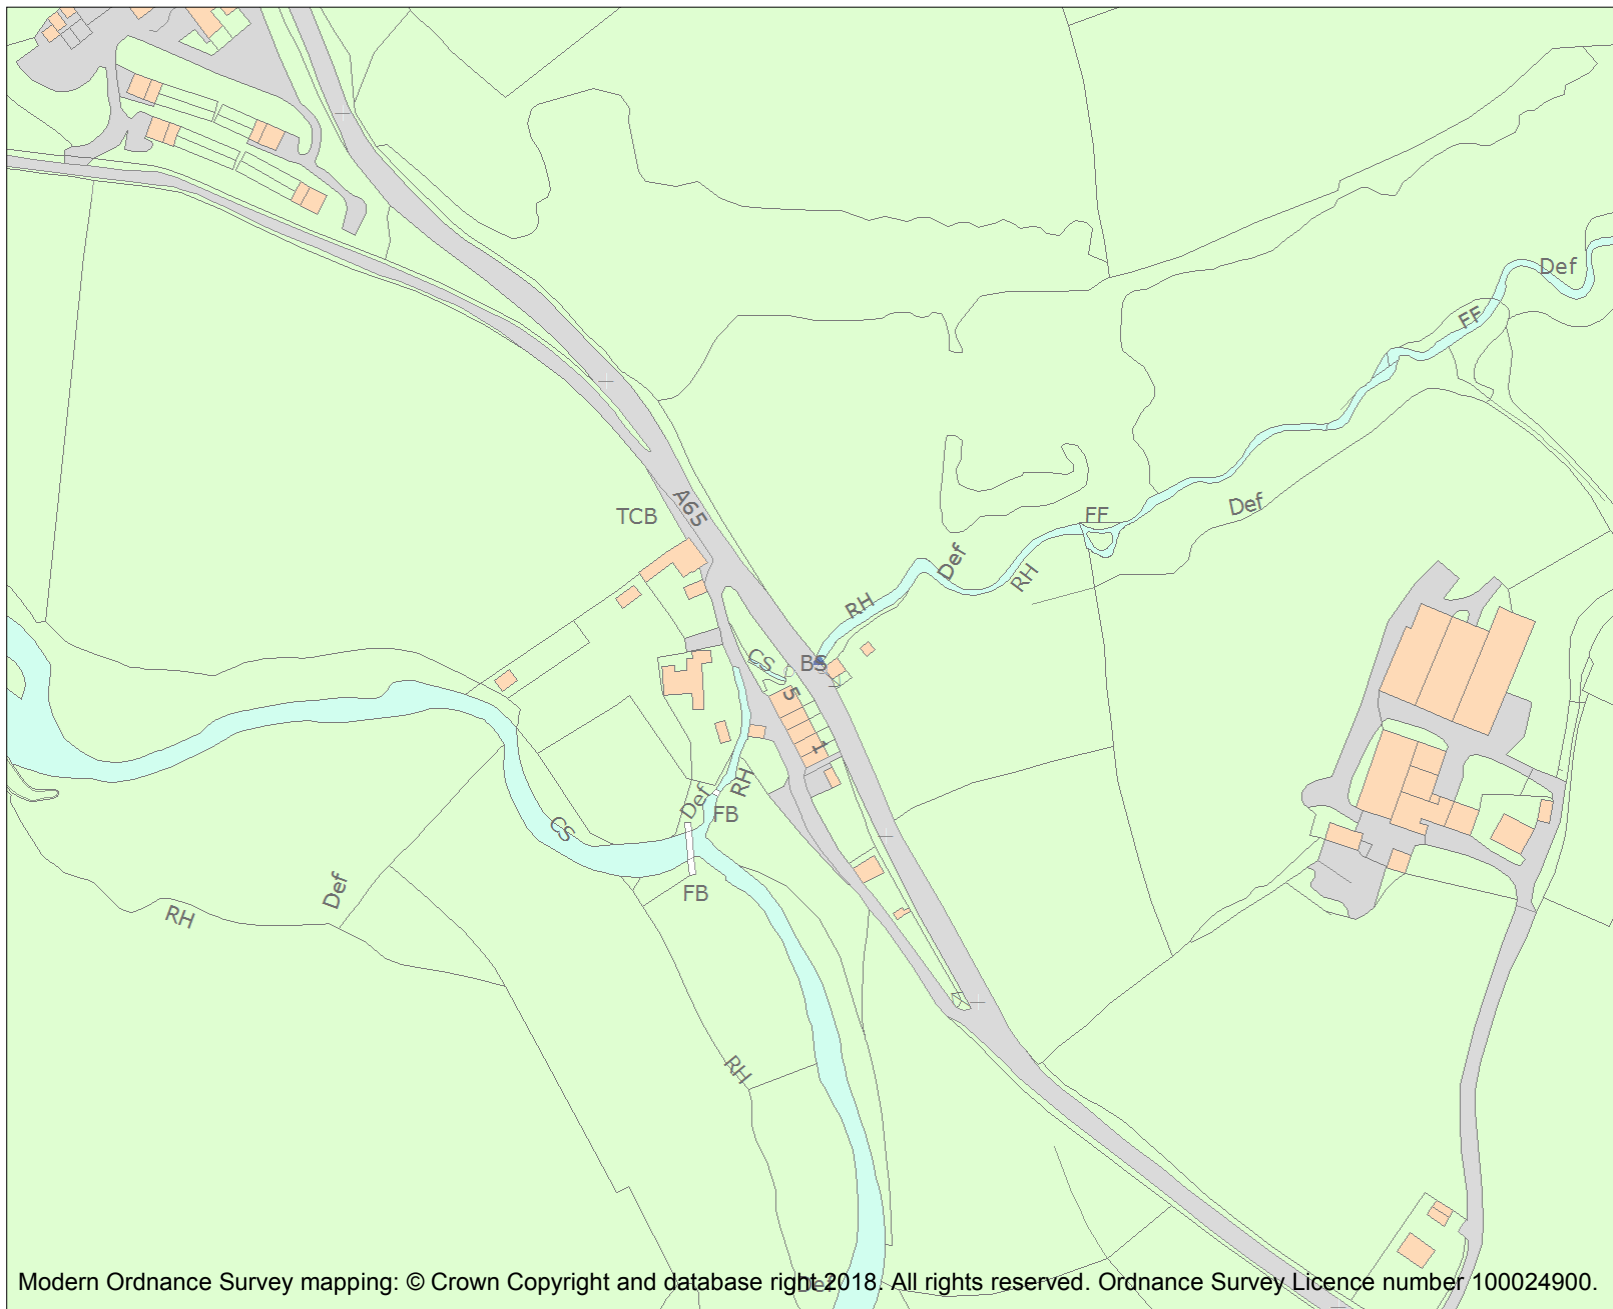 Def
FF
A65
TCB
FF
Def
Def
RH
RH
CS
BS
5
1
RH
Def
FB
CS
FB
Def
RH
RH
Def
Modern Ordnance Survey mapping: © Crown Copyright and database right 2018. All rights reserved. Ordnance Survey Licence number 100024900.